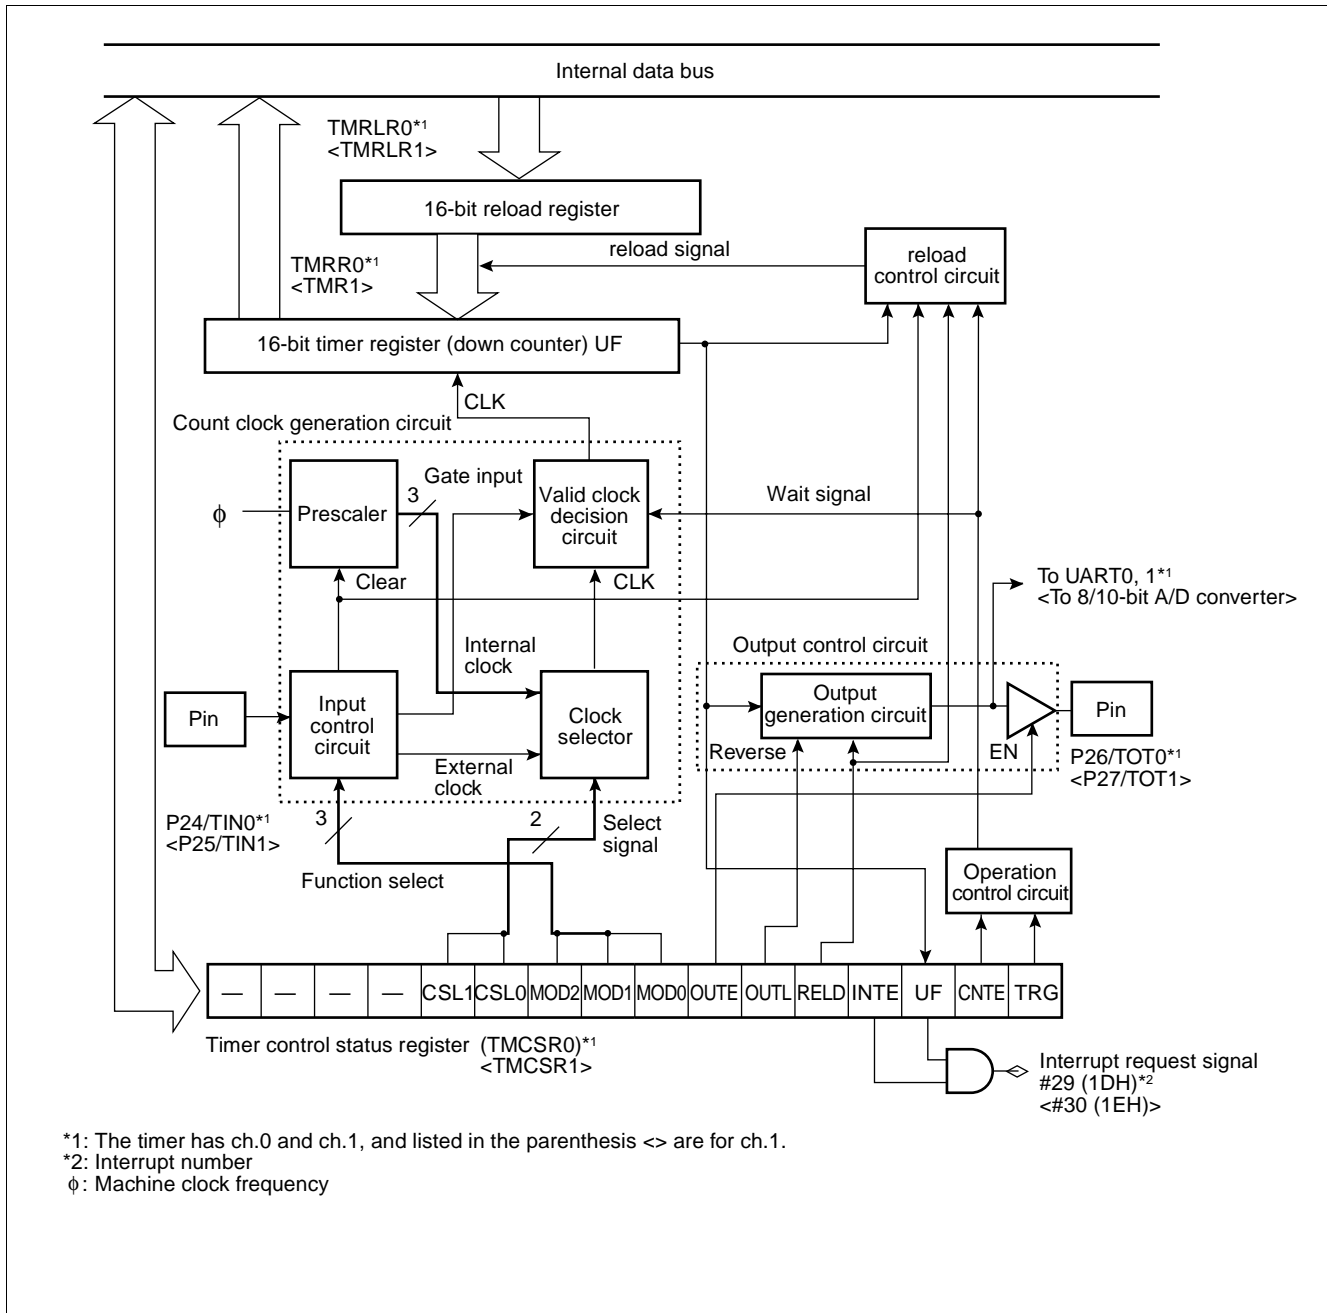 Internal data bus
TMRLR0*1
<TMRLR1>
16-bit reload register
reload signal
reload
control circuit
TMRR0*1
<TMR1>
16-bit timer register (down counter) UF
CLK
Count clock generation circuit
Gate input
3
Prescaler
Valid clock
decision
circuit
Wait signal
ϕ
Clear
CLK
To UART0, 1*1
<To 8/10-bit A/D converter>
Output control circuit
Internal
clock
Pin
Input
control
circuit
Clock
selector
Output
generation circuit
Pin
Reverse
EN
External
clock
P26/TOT0*1
<P27/TOT1>
P24/TIN0*1
<P25/TIN1>
3
2
Select
signal
Function select
Operation
control circuit
— — — — CSL1 CSL0 MOD2 MOD1 MOD0 OUTE OUTL RELD INTE UF CNTE TRG
Timer control status register (TMCSR0)*1
<TMCSR1>
Interrupt request signal
#29 (1DH)*2
<#30 (1EH)>
*1: The timer has ch.0 and ch.1, and listed in the parenthesis <> are for ch.1.
*2: Interrupt number
ϕ: Machine clock frequency